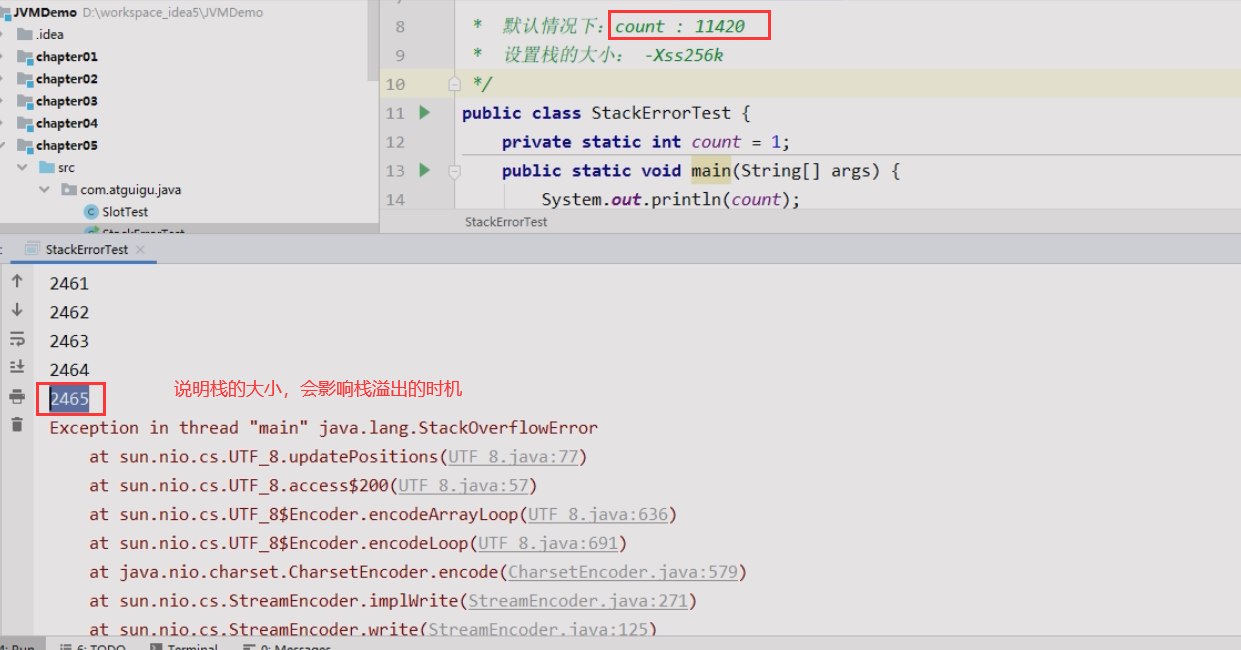 JVMDemo D:\workspace_idea5\JVMDemo
.idea
chapter01
chapter02
chapter03
chapter04
chapter05
src
com.atguigu.java
SlotTest
StackErrorTest
8 * 默认情况下：count : 11420
9 * 设置栈的大小： -Xss256k
10 */
11 public class StackErrorTest {
12 private static int count = 1;
13 public static void main(String[] args) {
14 System.out.println(count);
StackErrorTest
StackErrorTest
2461
2462
2463
2464
2465
说明栈的大小，会影响栈溢出的时机
Exception in thread "main" java.lang.StackOverflowError
at sun.nio.cs.UTF_8.updatePositions(UTF_8.java:77)
at sun.nio.cs.UTF_8.access$200(UTF_8.java:57)
at sun.nio.cs.UTF_8$Encoder.encodeArrayLoop(UTF_8.java:636)
at sun.nio.cs.UTF_8$Encoder.encodeLoop(UTF_8.java:691)
at java.nio.charset.CharsetEncoder.encode(CharsetEncoder.java:579)
at sun.nio.cs.StreamEncoder.implWrite(StreamEncoder.java:271)
at sun.nio.cs.StreamEncoder.write(StreamEncoder.java:125)
4: Run 6: TODO Terminal 0: Messages